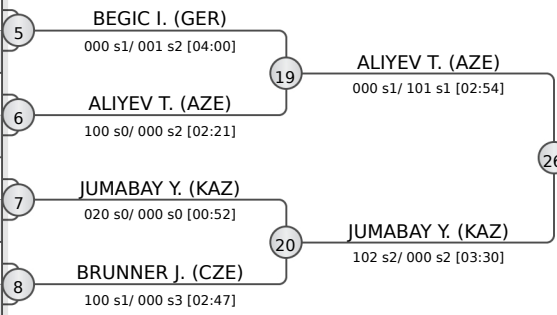 5
BEGIC I. (GER)
000 s1/ 001 s2 [04:00]
19
ALIYEV T. (AZE)
000 s1/ 101 s1 [02:54]
6
ALIYEV T. (AZE)
100 s0/ 000 s2 [02:21]
26
7
JUMABAY Y. (KAZ)
020 s0/ 000 s0 [00:52]
20
JUMABAY Y. (KAZ)
102 s2/ 000 s2 [03:30]
8
BRUNNER J. (CZE)
100 s1/ 000 s3 [02:47]